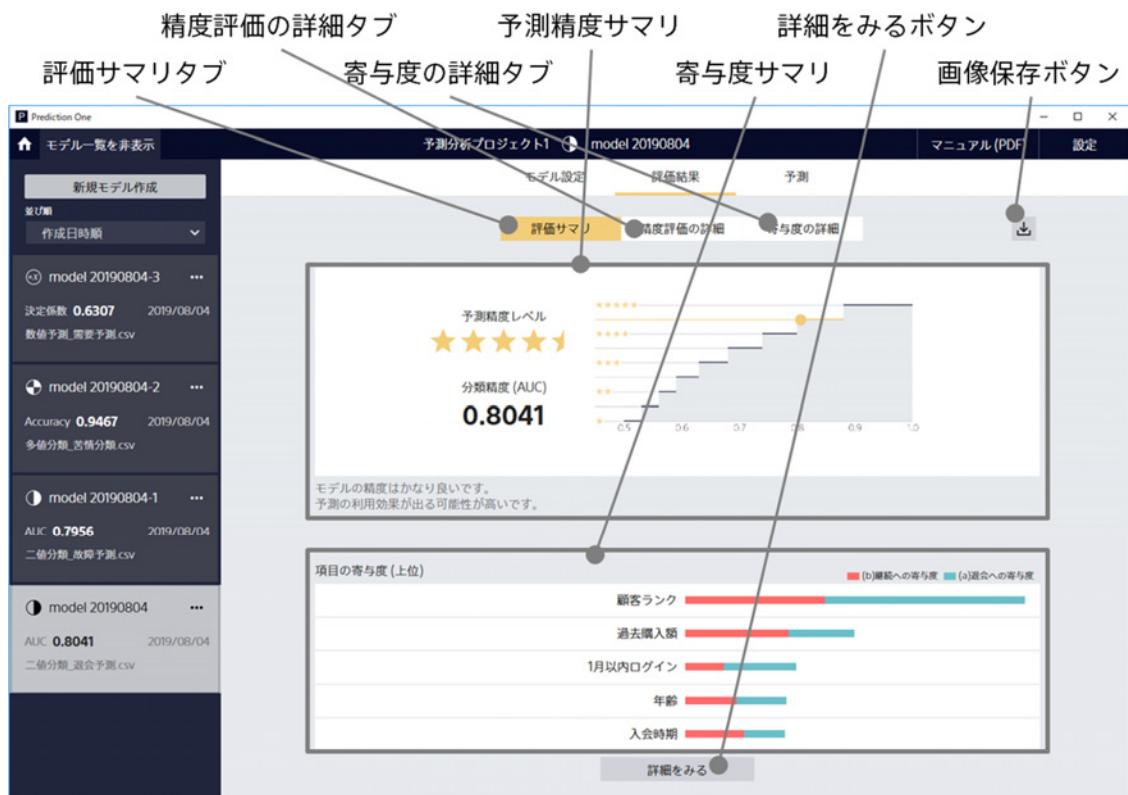 精度評価の詳細タブ 予測精度サマリ 詳細をみるボタン
評価サマリタブ 寄与度の詳細タブ 寄与度サマリ 画像保存ボタン
P Prediction One
モデル一覧を非表示 予測分析プロジェクト1 model 20190804 マニュアル (PDF) 設定
新規モデル作成
並び順
作成日時順
model 20190804-3
決定係数 0.6307 2019/08/04
数値予測_需要予測.csv
model 20190804-2
Accuracy 0.9467 2019/08/04
多値分類_苦情分類.csv
model 20190804-1
AUC 0.7956 2019/08/04
二値分類_故障予測.csv
model 20190804
AUC 0.8041 2019/08/04
二値分類_退会予測.csv
モデル設定 評価結果 予測
評価サマリ 精度評価の詳細 寄与度の詳細
予測精度レベル
分類精度 (AUC)
0.8041
0.5 0.6 0.7 0.8 0.9 1.0
モデルの精度はかなり良いです。
予測の利用効果が出る可能性が高いです。
項目の寄与度 (上位) (b)継続への寄与度 (a)退会への寄与度
顧客ランク
過去購入額
1月以内ログイン
年齢
入会時期
詳細をみる